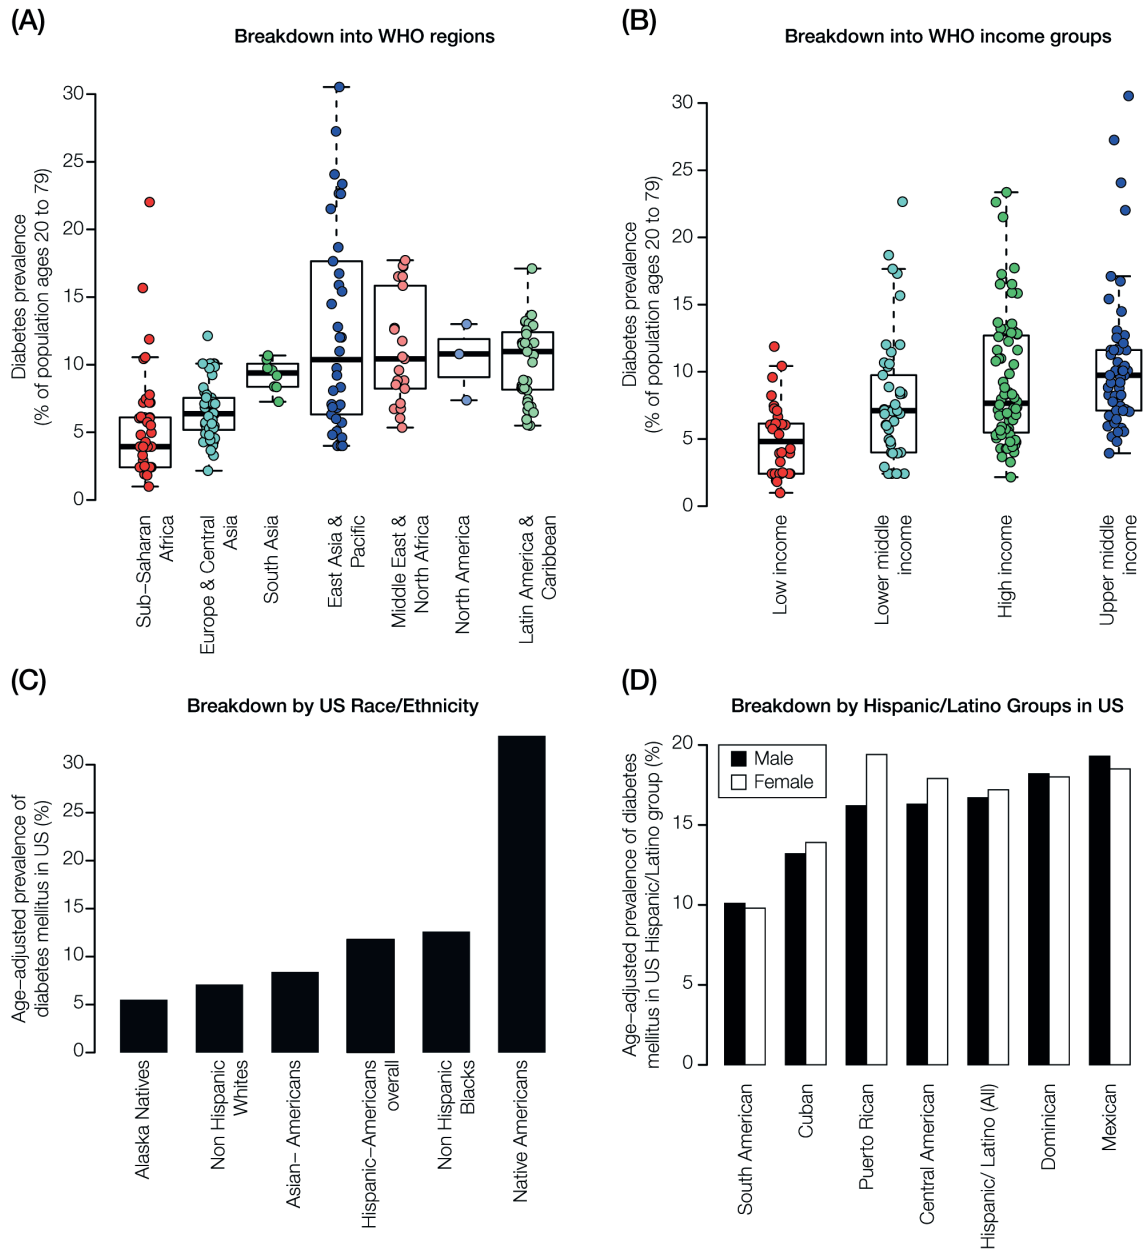 (A)
Breakdown into WHO regions
Diabetes prevalence
(% of population ages 20 to 79)
30
25
20
15
10
5
0
Sub–Saharan
Africa
Europe & Central
Asia
South Asia
East Asia &
Pacific
Middle East &
North Africa
North America
Latin America &
Caribbean
(B)
Breakdown into WHO income groups
Diabetes prevalence
(% of population ages 20 to 79)
30
25
20
15
10
5
0
Low income
Lower middle
income
High income
Upper middle
income
(C)
Breakdown by US Race/Ethnicity
Age–adjusted prevalence of
diabetes mellitus in US (%)
30
25
20
15
10
5
0
Alaska Natives
Non Hispanic
Whites
Asian– Americans
Hispanic–Americans
overall
Non Hispanic
Blacks
Native Americans
(D)
Breakdown by Hispanic/Latino Groups in US
Age–adjusted prevalence of diabetes
mellitus in US Hispanic/Latino group (%)
20
15
10
5
0
Male
Female
South American
Cuban
Puerto Rican
Central American
Hispanic/ Latino (All)
Dominican
Mexican